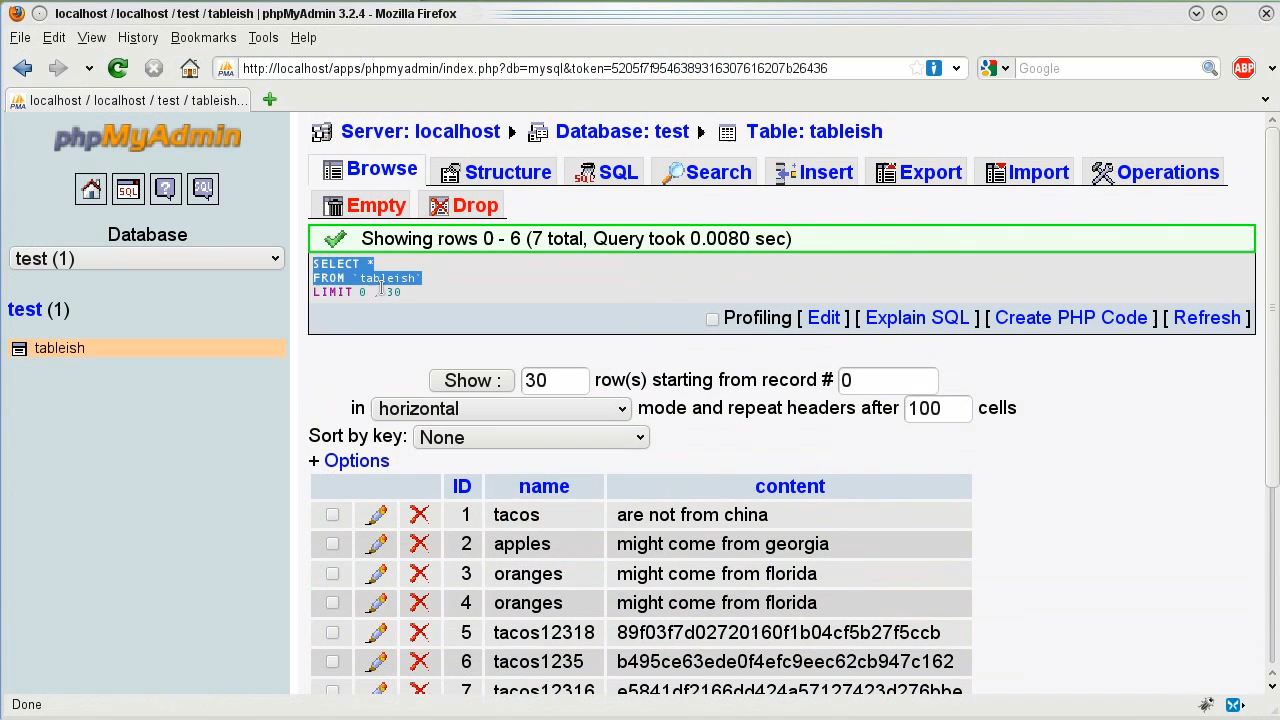 localhost / localhost / test / tableish | phpMyAdmin 3.2.4 - Mozilla Firefox
File Edit View History Bookmarks Tools Help
http://localhost/apps/phpmyadmin/index.php?db=mysql&token=5205f7f9546389316307616207b26436
Google
ABP
localhost / localhost / test / tableish...
phpMyAdmin
Server: localhost Database: test Table: tableish
Browse Structure SQL Search Insert Export Import Operations
Empty Drop
Database
test (1)
test (1)
tableish
Showing rows 0 - 6 (7 total, Query took 0.0080 sec)
SELECT *
FROM `tableish`
LIMIT 0 , 30
Profiling [ Edit ] [ Explain SQL ] [ Create PHP Code ] [ Refresh ]
Show : 30 row(s) starting from record # 0
in horizontal mode and repeat headers after 100 cells
Sort by key: None
+ Options
ID name content
1 tacos are not from china
2 apples might come from georgia
3 oranges might come from florida
4 oranges might come from florida
5 tacos12318 89f03f7d02720160f1b04cf5b27f5ccb
6 tacos1235 b495ce63ede0f4efc9eec62cb947c162
7 tacos12316 e5841df2166dd424a57127423d276bbe
Done